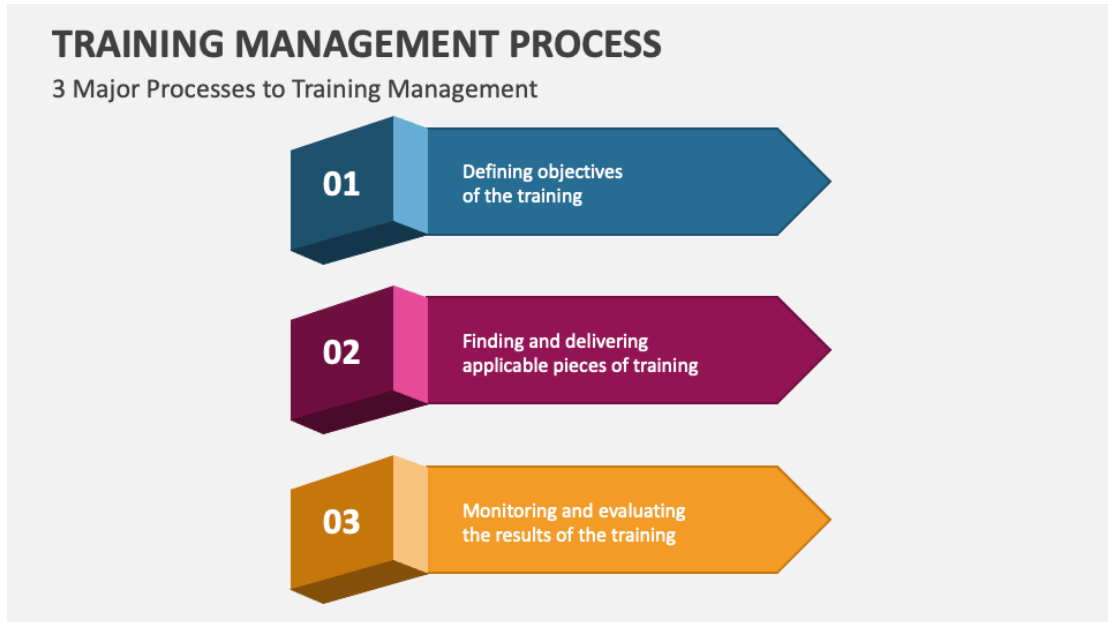 TRAINING MANAGEMENT PROCESS
3 Major Processes to Training Management
01
Defining objectives
of the training
02
Finding and delivering
applicable pieces of training
03
Monitoring and evaluating
the results of the training